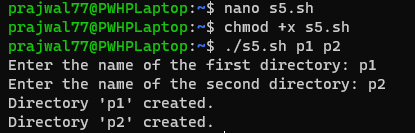 prajwal77@PWHPLaptop:~$ nano s5.sh
prajwal77@PWHPLaptop:~$ chmod +x s5.sh
prajwal77@PWHPLaptop:~$ ./s5.sh p1 p2
Enter the name of the first directory: p1
Enter the name of the second directory: p2
Directory 'p1' created.
Directory 'p2' created.